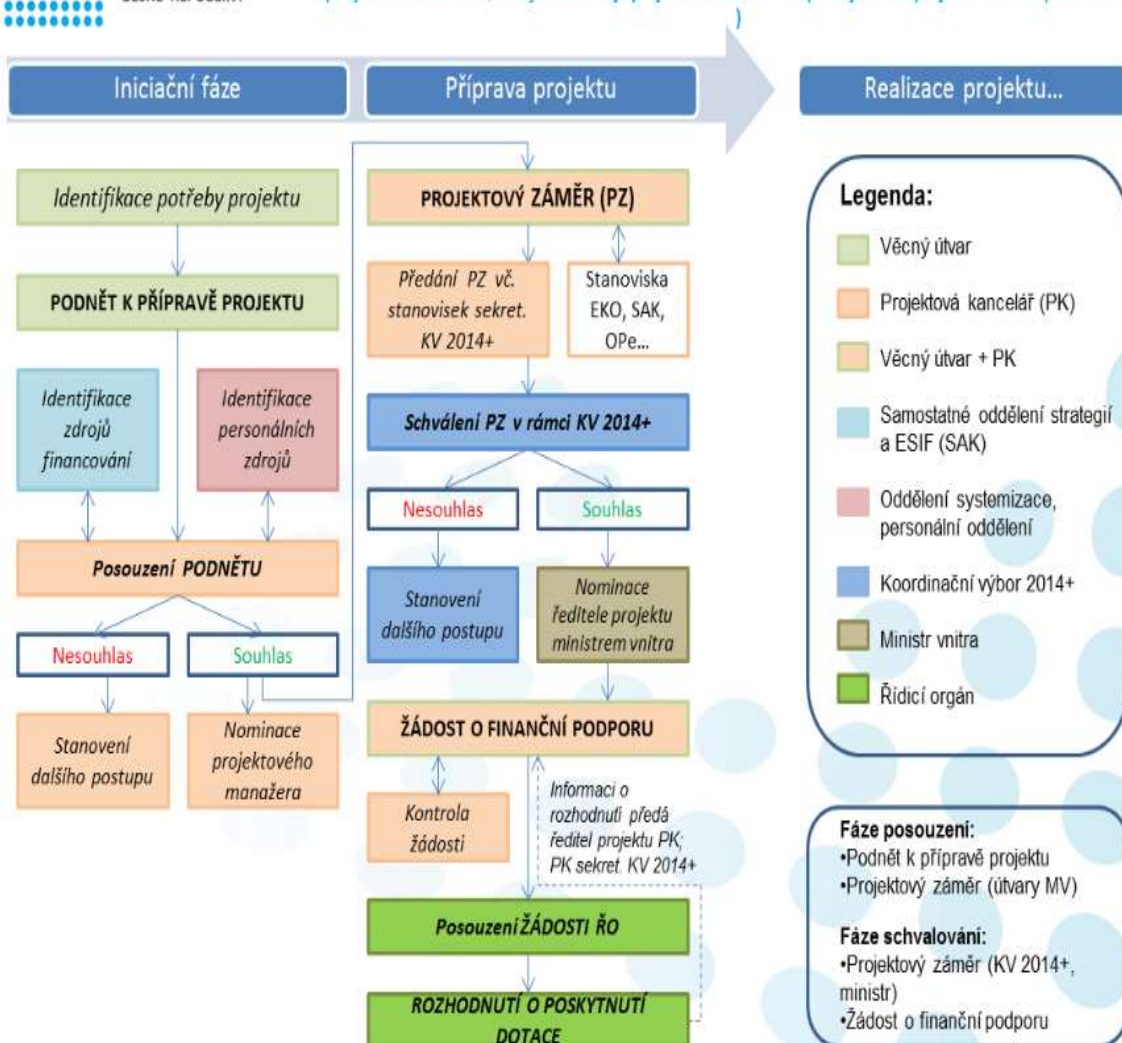 )
Iniciační fáze
Příprava projektu
Realizace projektu...
Identifikace potřeby projektu
PODNĚT K PŘÍPRAVĚ PROJEKTU
Identifikace
zdrojů
financování
Identifikace
personálních
zdrojů
Posouzení PODNĚTU
Nesouhlas
Souhlas
Stanovení
dalšího postupu
Nominace
projektového
manažera
PROJEKTOVÝ ZÁMĚR (PZ)
Předání PZ vč.
stanovisek sekret.
KV 2014+
Stanoviska
EKO, SAK,
OPe...
Schválení PZ v rámci KV 2014+
Nesouhlas
Souhlas
Stanovení
dalšího postupu
Nominace
ředitele projektu
ministrem vnitra
ŽÁDOST O FINANČNÍ PODPORU
Kontrola
žádosti
Informaci o
rozhodnutí předá
ředitel projektu PK;
PK sekret. KV 2014+
Posouzení ŽÁDOSTI ŘO
ROZHODNUTÍ O POSKYTNUTÍ
DOTACE
Legenda:
Věcný útvar
Projektová kancelář (PK)
Věcný útvar + PK
Samostatné oddělení strategií
a ESIF (SAK)
Oddělení systemizace,
personální oddělení
Koordinační výbor 2014+
Ministr vnitra
Řídicí orgán
Fáze posouzení:
•Podnět k přípravě projektu
•Projektový záměr (útvary MV)
Fáze schvalování:
•Projektový záměr (KV 2014+,
ministr)
•Žádost o finanční podporu